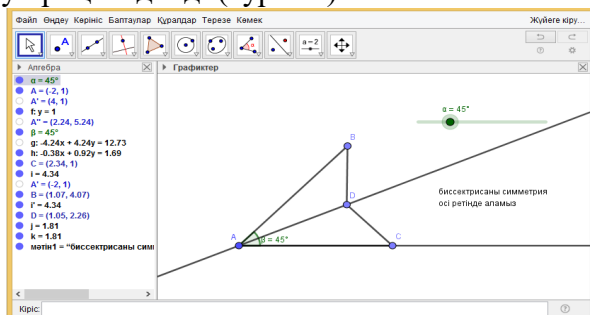 Файл Өңдеу Көрініс Баптаулар Құралдар Терезе Көмек Жүйеге кіру...
A
a=2
Алгебра
Графиктер
α = 45°
A = (-2, 1)
A' = (4, 1)
f: y = 1
A'' = (2.24, 5.24)
β = 45°
g: -4.24x + 4.24y = 12.73
h: -0.38x + 0.92y = 1.69
C = (2.34, 1)
i = 4.34
A' = (-2, 1)
B = (1.07, 4.07)
i' = 4.34
D = (1.05, 2.26)
j = 1.81
k = 1.81
мәтін1 = "биссектрисаны сим
α = 45°
B
биссектрисаны симметрия
осі ретінде аламыз
D
A
β = 45°
C
Кіріс: